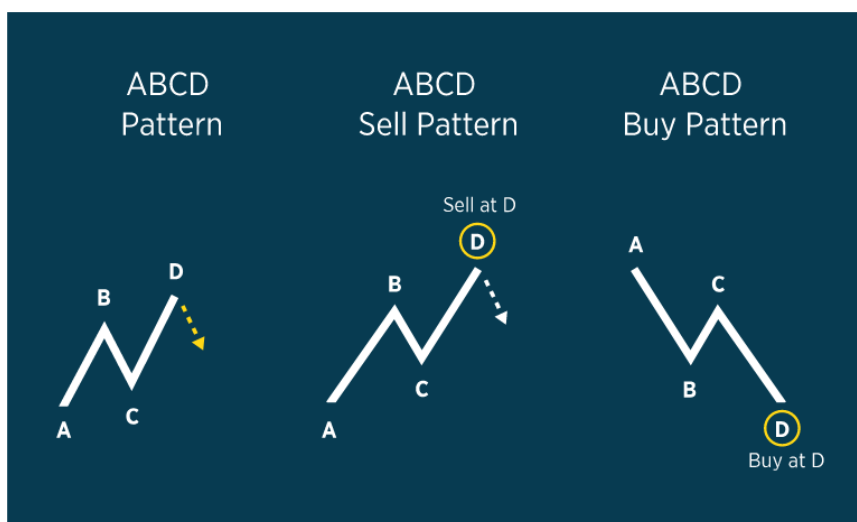 ABCD
Pattern
ABCD
Sell Pattern
ABCD
Buy Pattern
A
B
C
D
Sell at D
A
B
C
D
A
B
C
D
Buy at D